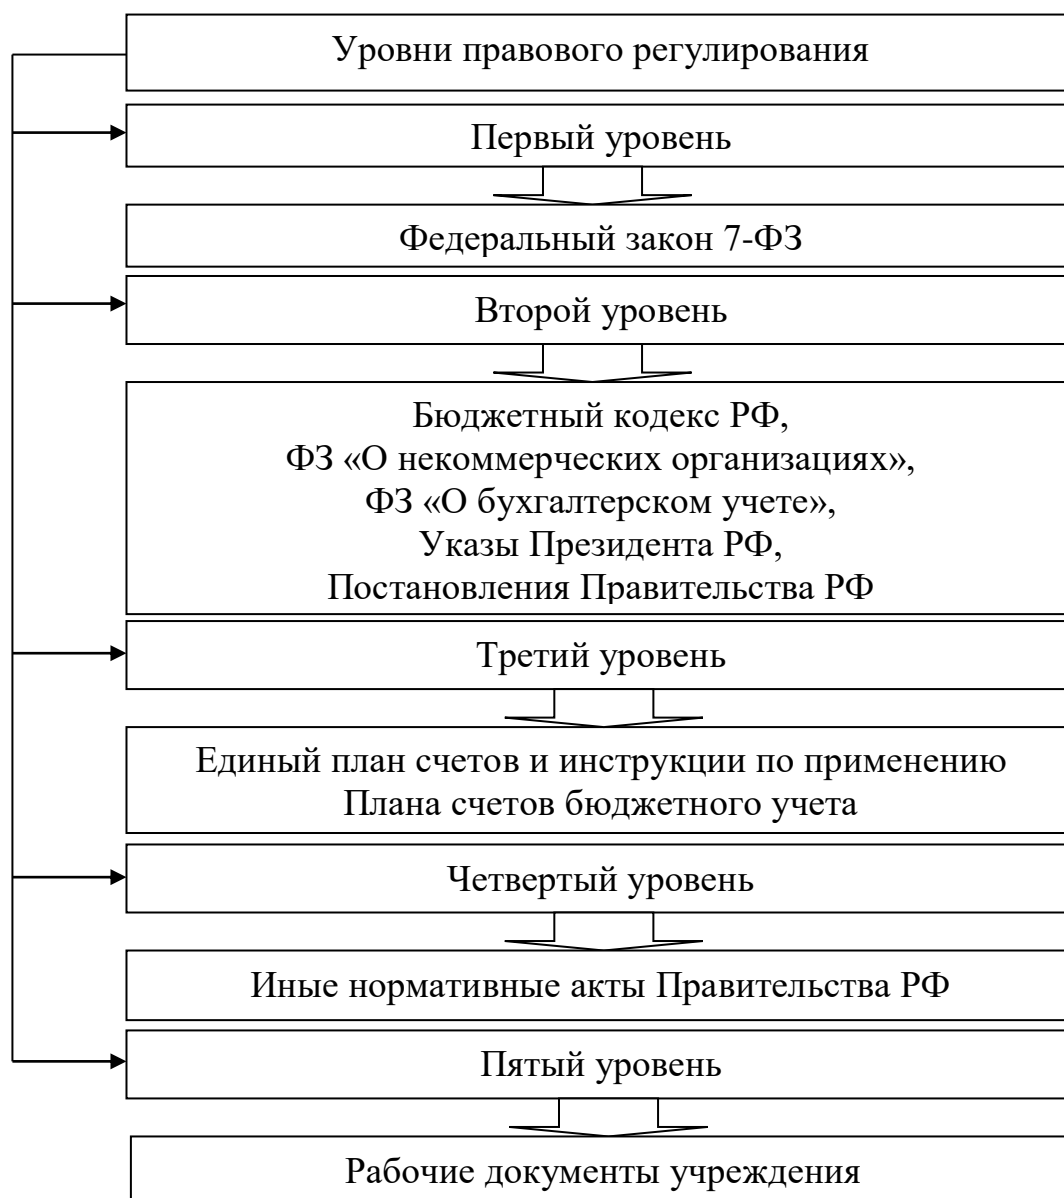 Уровни правового регулирования
Первый уровень
Федеральный закон 7-ФЗ
Второй уровень
Бюджетный кодекс РФ,
ФЗ «О некоммерческих организациях»,
ФЗ «О бухгалтерском учете»,
Указы Президента РФ,
Постановления Правительства РФ
Третий уровень
Единый план счетов и инструкции по применению
Плана счетов бюджетного учета
Четвертый уровень
Иные нормативные акты Правительства РФ
Пятый уровень
Рабочие документы учреждения